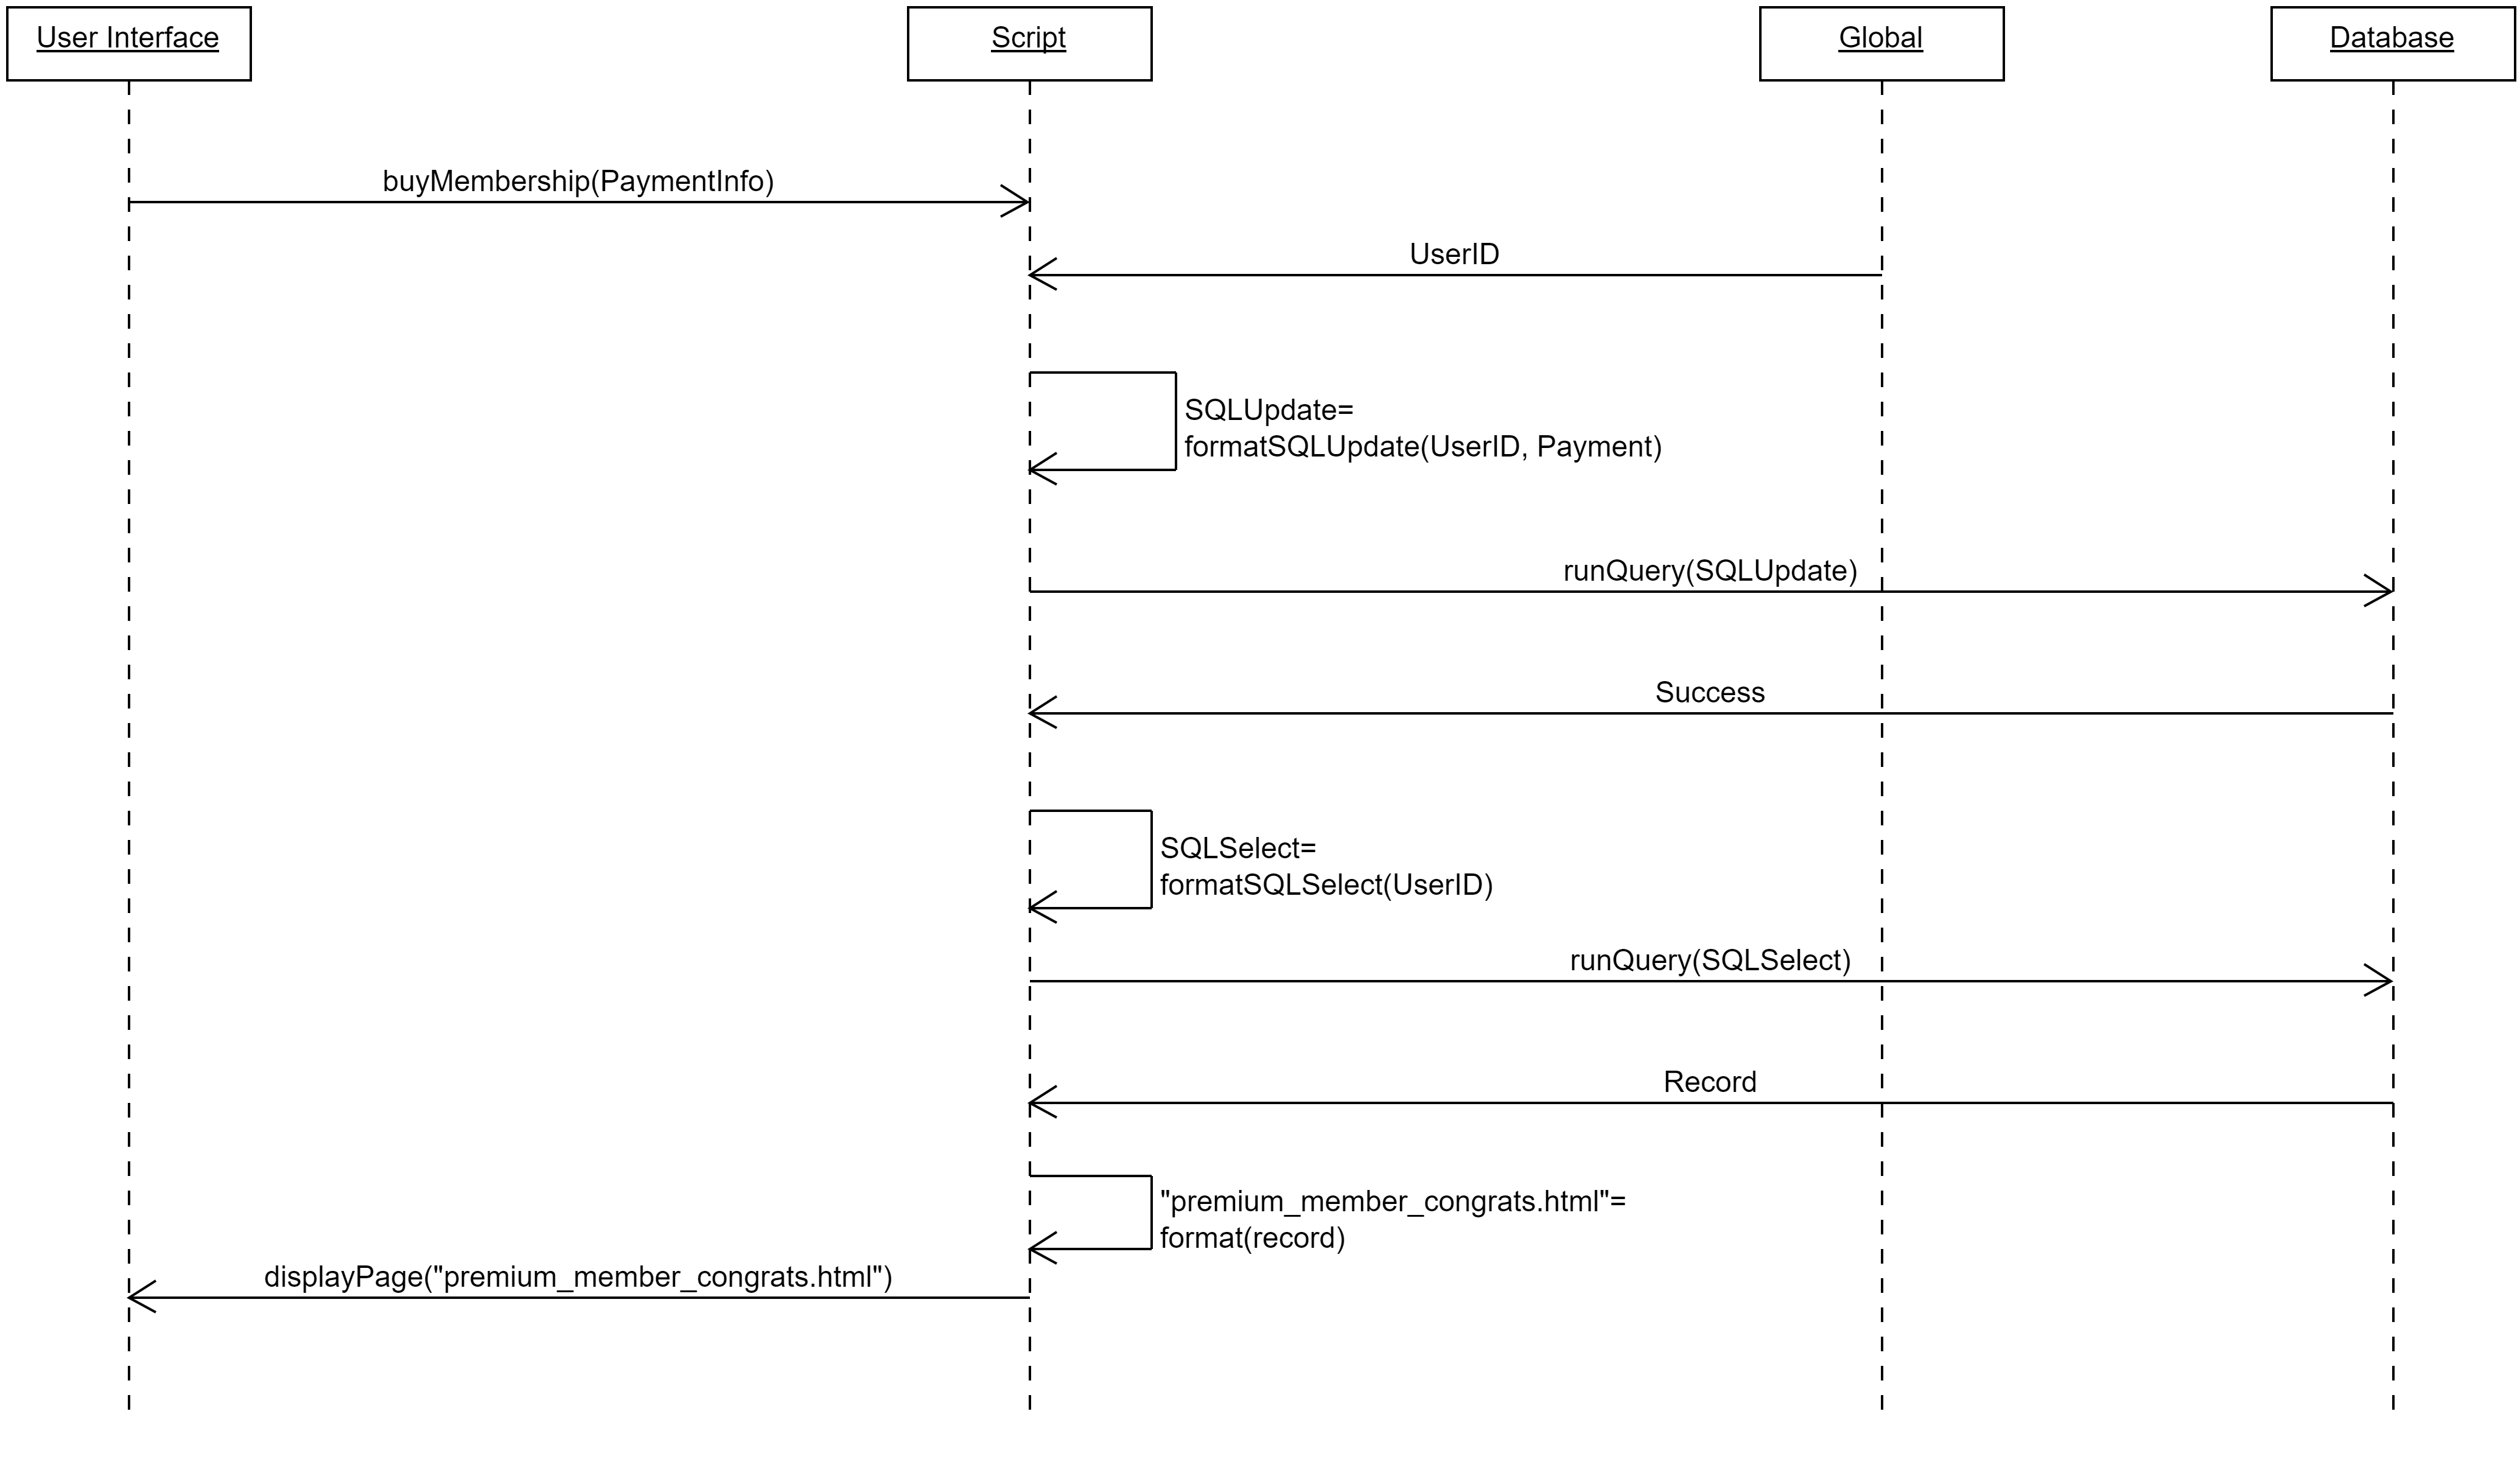 User Interface
Script
Global
Database
buyMembership(PaymentInfo)
UserID
SQLUpdate=
formatSQLUpdate(UserID, Payment)
runQuery(SQLUpdate)
Success
SQLSelect=
formatSQLSelect(UserID)
runQuery(SQLSelect)
Record
"premium_member_congrats.html"=
format(record)
displayPage("premium_member_congrats.html")